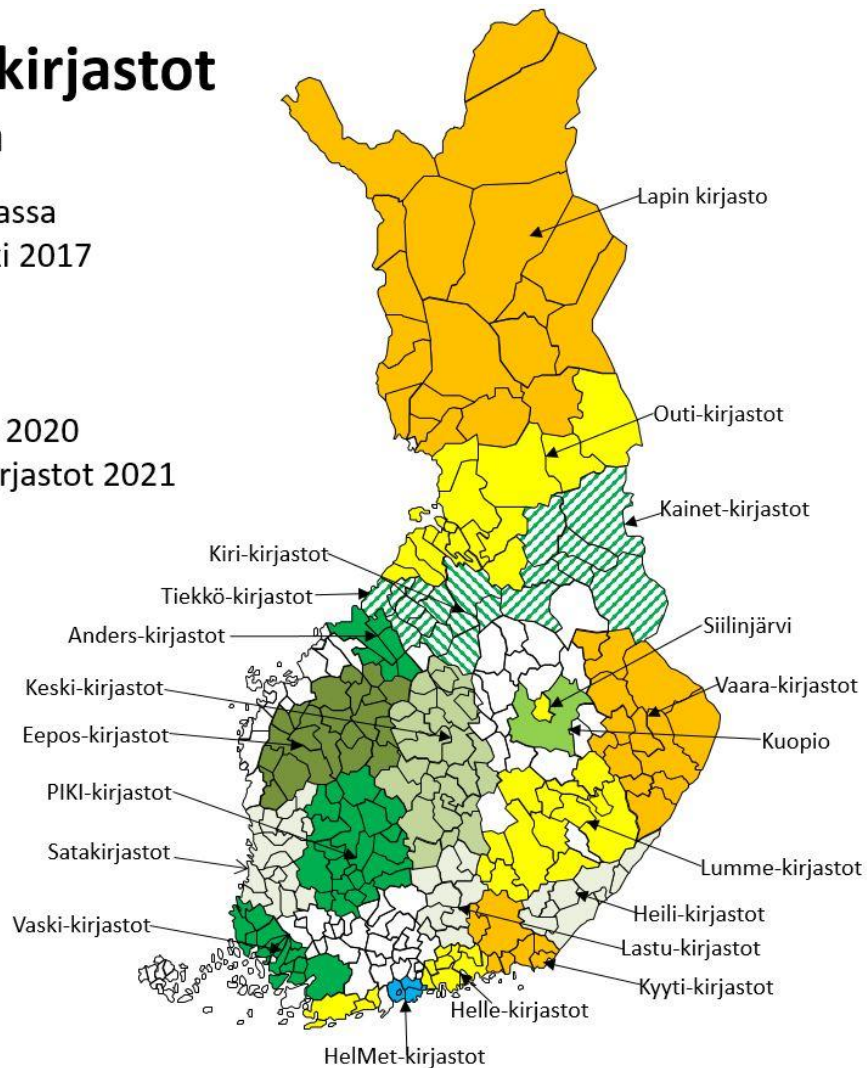 kirjastot
assa
i 2017
2020
rjastot 2021
Lapin kirjasto
Outi-kirjastot
Kainet-kirjastot
Kiri-kirjastot
Tiekkö-kirjastot
Anders-kirjastot
Siilinjärvi
Keski-kirjastot
Vaara-kirjastot
Eepos-kirjastot
Kuopio
PIKI-kirjastot
Satakirjastot
Lumme-kirjastot
Vaski-kirjastot
Heili-kirjastot
Lastu-kirjastot
Kyyti-kirjastot
Helle-kirjastot
HelMet-kirjastot